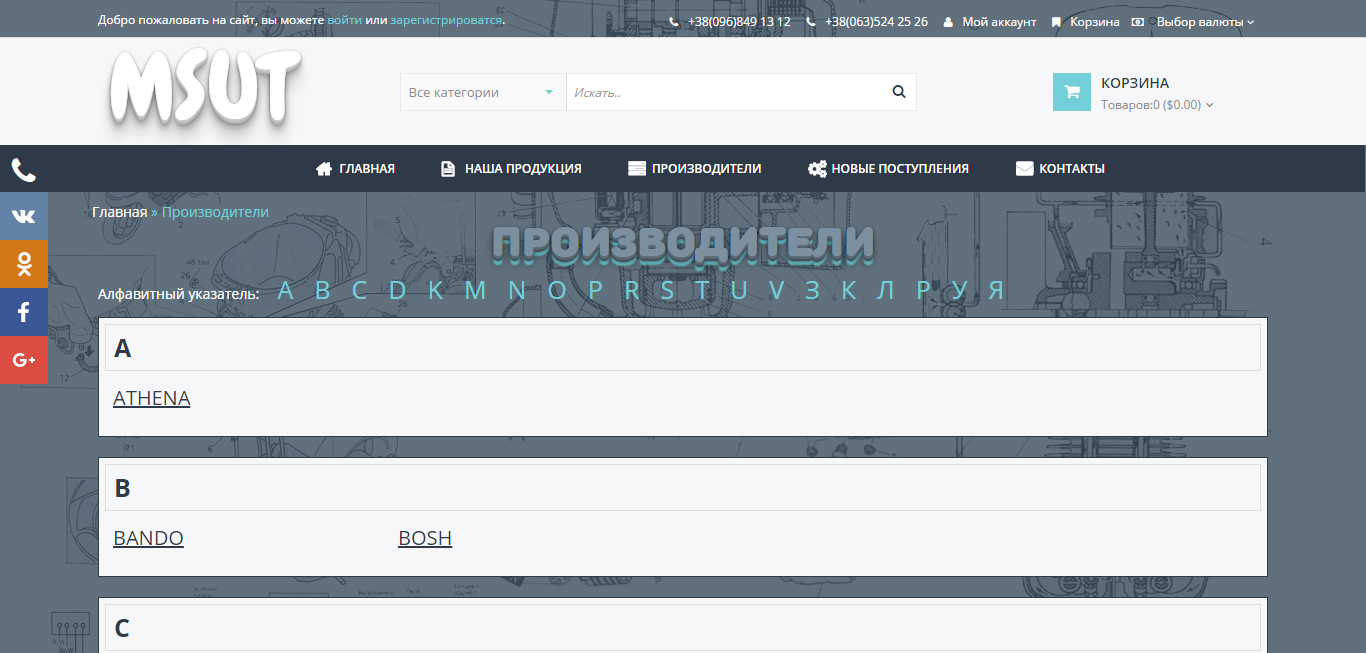 Добро пожаловать на сайт, вы можете войти или зарегистрироватся.
+38(096)849 13 12 +38(063)524 25 26 Мой аккаунт Корзина Выбор валюты
MSUT
Все категории
Искать..
КОРЗИНА
Товаров:0 ($0.00)
ГЛАВНАЯ НАША ПРОДУКЦИЯ ПРОИЗВОДИТЕЛИ НОВЫЕ ПОСТУПЛЕНИЯ КОНТАКТЫ
Главная » Производители
ПРОИЗВОДИТЕЛИ
Алфавитный указатель: A B C D K M N O P R S T U V З К Л Р У Я
G+
A
ATHENA
B
BANDO BOSH
C